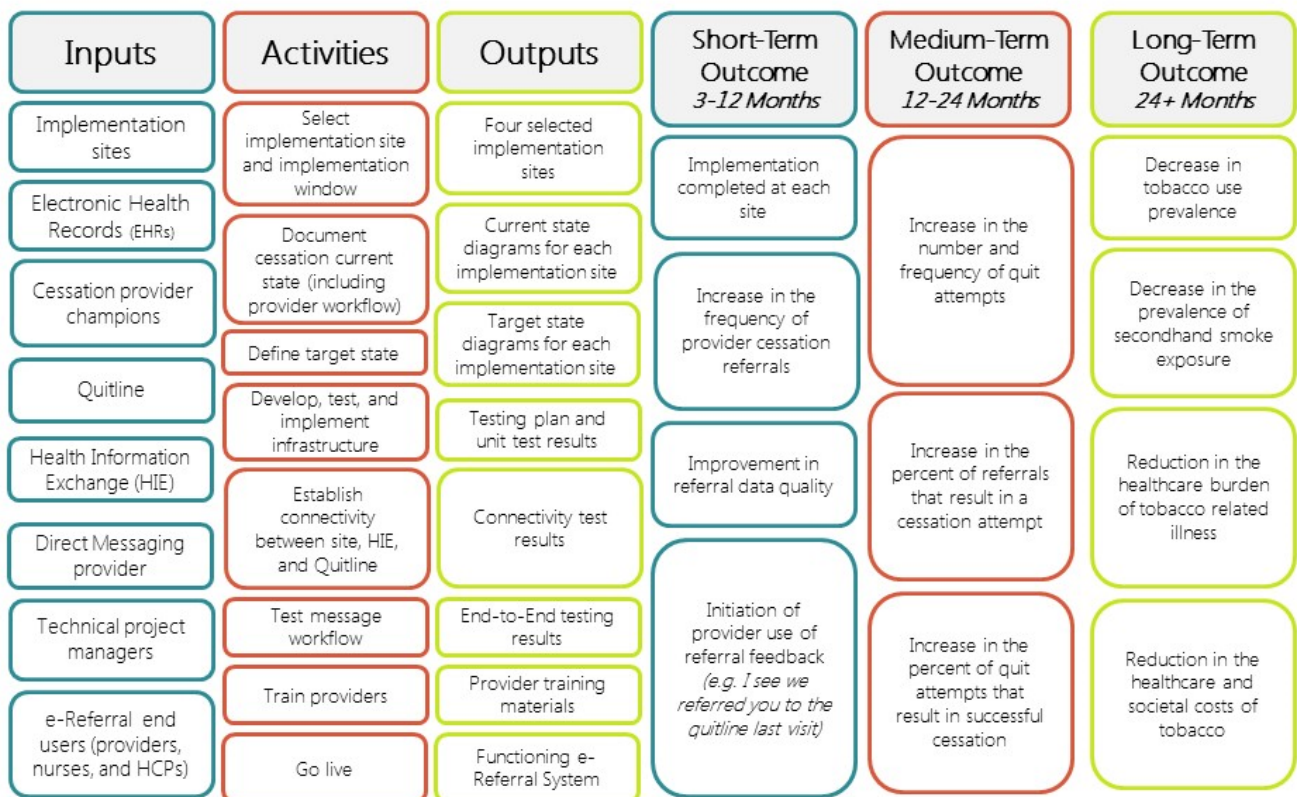 Inputs
Implementation
sites
Electronic Health
Records (EHRs)
Cessation provider
champions
Quitline
Health Information
Exchange (HIE)
Direct Messaging
provider
Technical project
managers
e-Referral end
users (providers,
nurses, and HCPs)
Activities
Select
implementation site
and implementation
window
Document
cessation current
state (including
provider workflow)
Define target state
Develop, test, and
implement
infrastructure
Establish
connectivity
between site, HIE,
and Quitline
Test message
workflow
Train providers
Go live
Outputs
Four selected
implementation
sites
Current state
diagrams for each
implementation site
Target state
diagrams for each
implementation site
Testing plan and
unit test results
Connectivity test
results
End-to-End testing
results
Provider training
materials
Functioning e-
Referral System
Short-Term
Outcome
3-12 Months
Implementation
completed at each
site
Increase in the
frequency of
provider cessation
referrals
Improvement in
referral data quality
Initiation of
provider use of
referral feedback
(e.g. I see we
referred you to the
quitline last visit)
Medium-Term
Outcome
12-24 Months
Increase in the
number and
frequency of quit
attempts
Increase in the
percent of referrals
that result in a
cessation attempt
Increase in the
percent of quit
attempts that
result in successful
cessation
Long-Term
Outcome
24+ Months
Decrease in
tobacco use
prevalence
Decrease in the
prevalence of
secondhand smoke
exposure
Reduction in the
healthcare burden
of tobacco related
illness
Reduction in the
healthcare and
societal costs of
tobacco